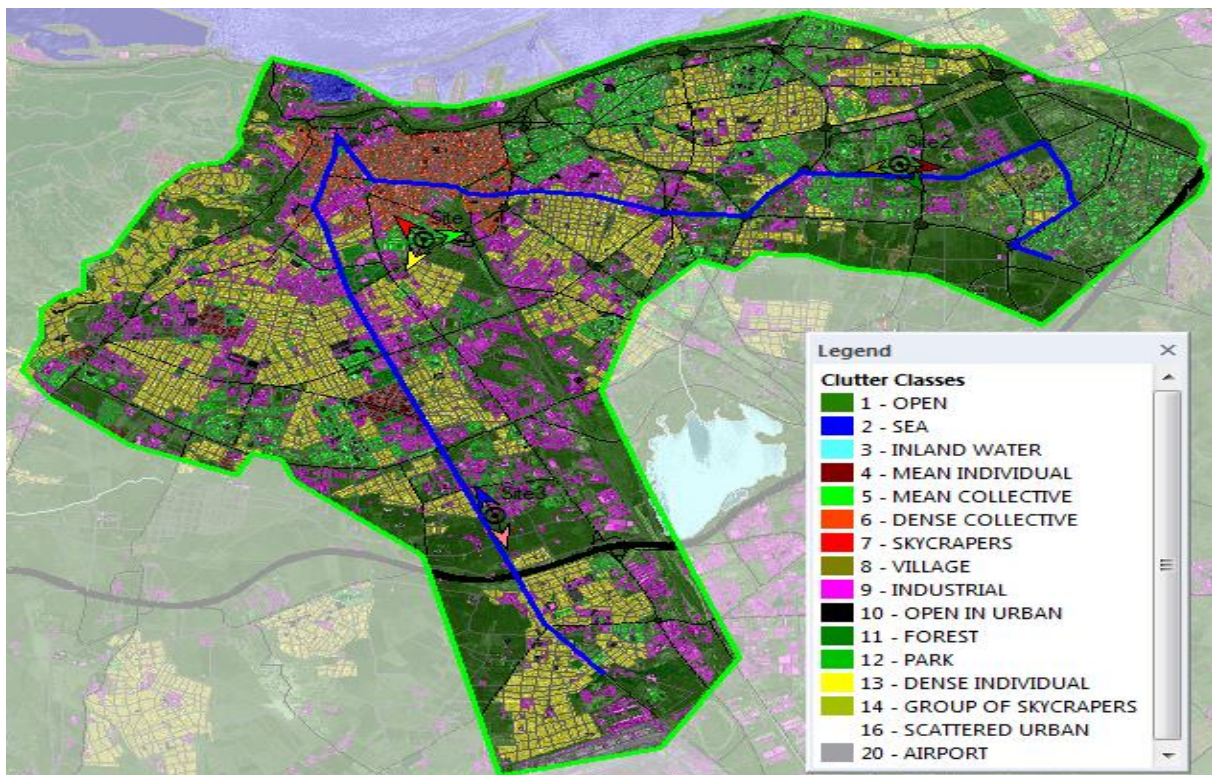 Site2
Site1
Site3
Legend
Clutter Classes
1 - OPEN
2 - SEA
3 - INLAND WATER
4 - MEAN INDIVIDUAL
5 - MEAN COLLECTIVE
6 - DENSE COLLECTIVE
7 - SKYCRAPERS
8 - VILLAGE
9 - INDUSTRIAL
10 - OPEN IN URBAN
11 - FOREST
12 - PARK
13 - DENSE INDIVIDUAL
14 - GROUP OF SKYCRAPERS
16 - SCATTERED URBAN
20 - AIRPORT